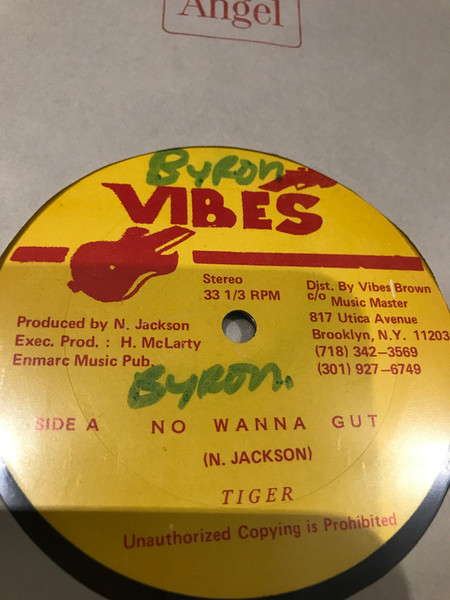 Angel
Byron
VIBES
Stereo
33 1/3 RPM
Dist. By Vibes Brown
c/o Music Master
817 Utica Avenue
Brooklyn, N.Y. 11203
(718) 342-3569
(301) 927-6749
Produced by N. Jackson
Exec. Prod. : H. McLarty
Enmarc Music Pub.
Byron.
SIDE A NO WANNA GUT
(N. JACKSON)
TIGER
Unauthorized Copying is Prohibited